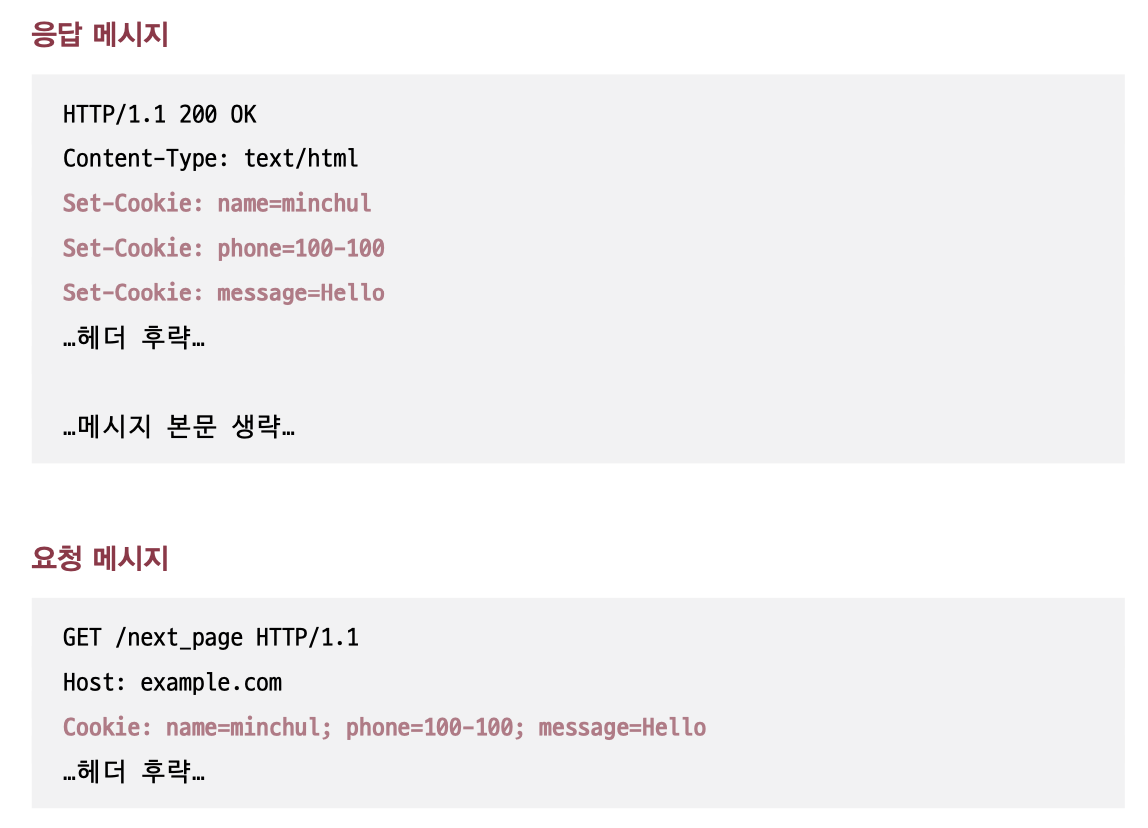 응답 메시지
HTTP/1.1 200 OK
Content-Type: text/html
Set-Cookie: name=minchul
Set-Cookie: phone=100-100
Set-Cookie: message=Hello
…헤더 후략…
…메시지 본문 생략…
요청 메시지
GET /next_page HTTP/1.1
Host: example.com
Cookie: name=minchul; phone=100-100; message=Hello
…헤더 후략…